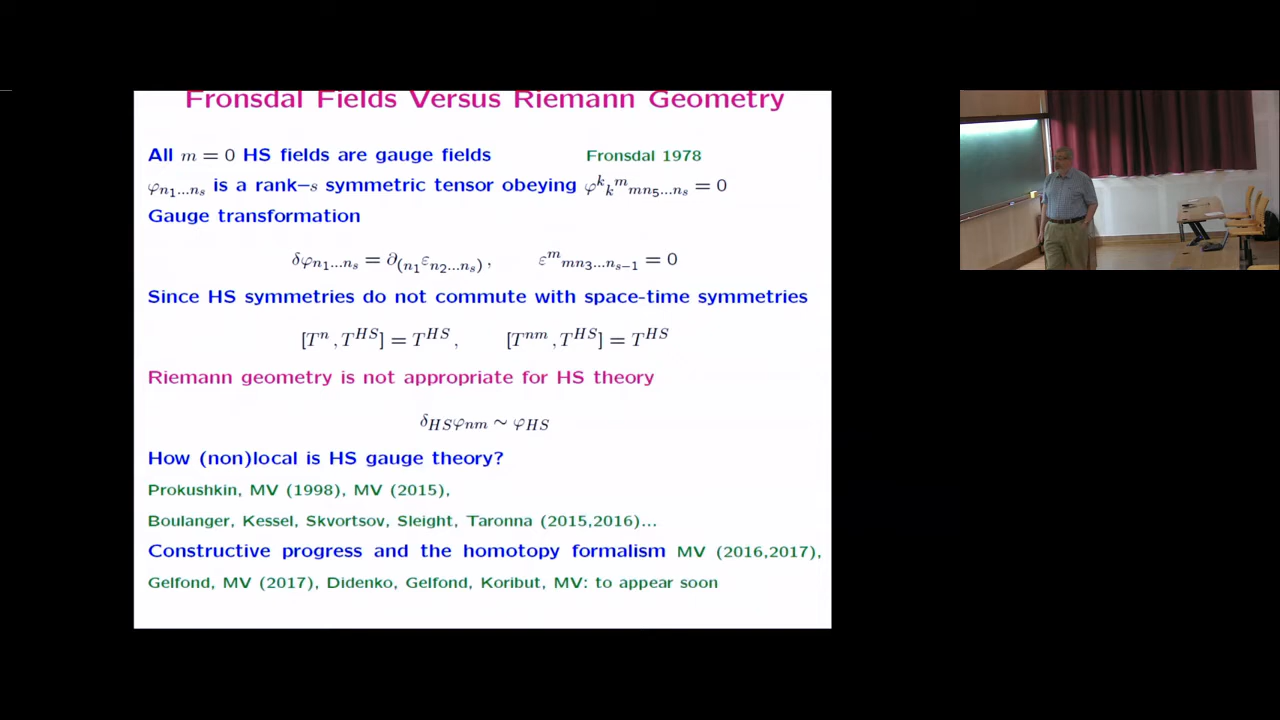 Fronsdal Fields Versus Riemann Geometry
All m = 0 HS fields are gauge fields Fronsdal 1978
φ_{n_1...n_s} is a rank–s symmetric tensor obeying φ^k{}_k{}^m{}_{mn_5...n_s} = 0
Gauge transformation
δφ_{n_1...n_s} = ∂_{(n_1}ε_{n_2...n_s)} , ε^m{}_{mn_3...n_{s-1}} = 0
Since HS symmetries do not commute with space-time symmetries
[T^n , T^{HS}] = T^{HS} , [T^{nm} , T^{HS}] = T^{HS}
Riemann geometry is not appropriate for HS theory
δ_{HS}φ_{nm} ∼ φ_{HS}
How (non)local is HS gauge theory?
Prokushkin, MV (1998), MV (2015),
Boulanger, Kessel, Skvortsov, Sleight, Taronna (2015,2016)...
Constructive progress and the homotopy formalism MV (2016,2017),
Gelfond, MV (2017), Didenko, Gelfond, Koribut, MV: to appear soon